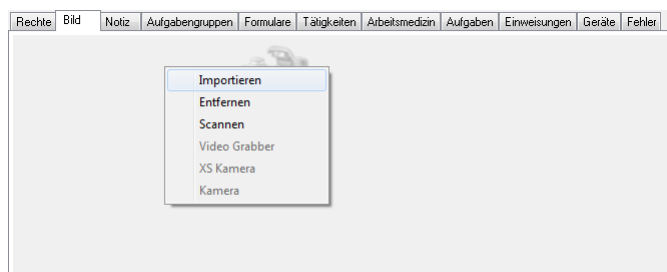 Rechte Bild Notiz Aufgabengruppen Formulare Tätigkeiten Arbeitsmedizin Aufgaben Einweisungen Geräte Fehler
Importieren
Entfernen
Scannen
Video Grabber
XS Kamera
Kamera